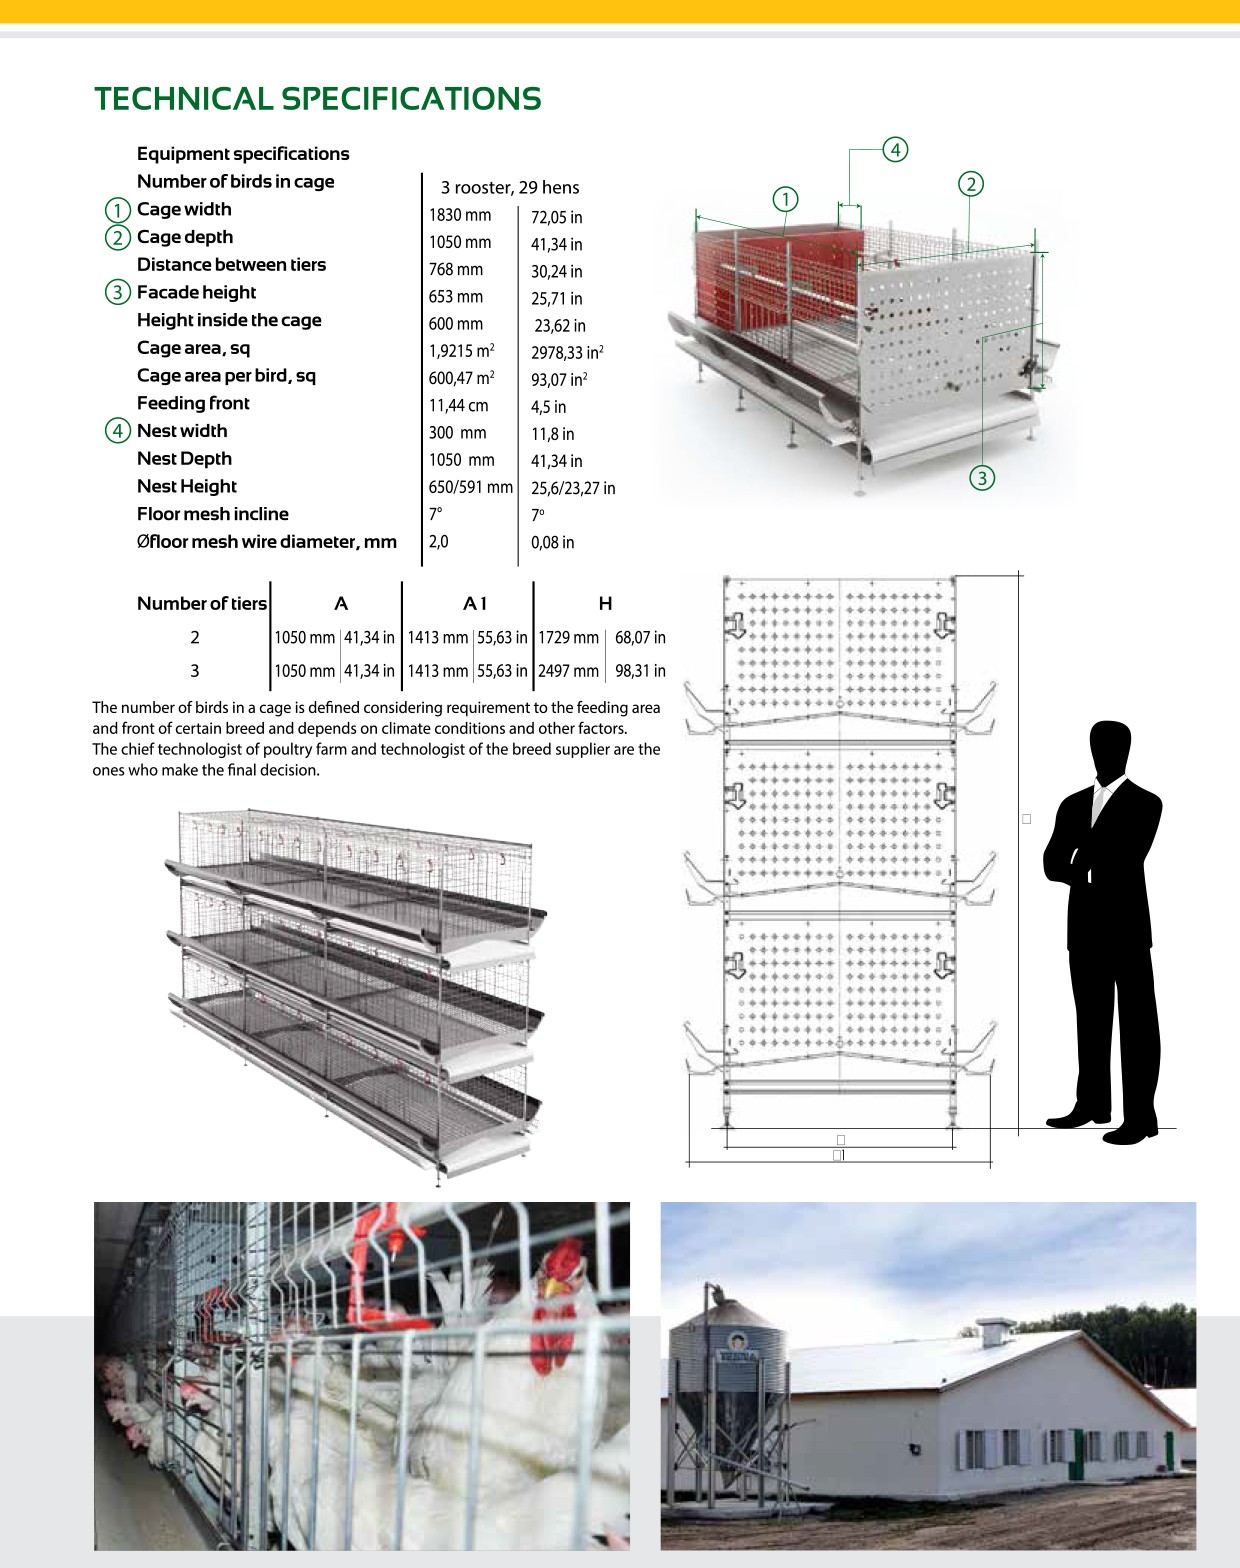 TECHNICAL SPECIFICATIONS
Equipment specifications
Number of birds in cage 3 rooster, 29 hens
1 Cage width 1830 mm 72,05 in
2 Cage depth 1050 mm 41,34 in
Distance between tiers 768 mm 30,24 in
3 Facade height 653 mm 25,71 in
Height inside the cage 600 mm 23,62 in
Cage area, sq 1,9215 m² 2978,33 in²
Cage area per bird, sq 600,47 m² 93,07 in²
Feeding front 11,44 cm 4,5 in
4 Nest width 300 mm 11,8 in
Nest Depth 1050 mm 41,34 in
Nest Height 650/591 mm 25,6/23,27 in
Floor mesh incline 7° 7°
Øfloor mesh wire diameter, mm 2,0 0,08 in
4
2
1
3
Number of tiers A A1 H
2 1050 mm 41,34 in 1413 mm 55,63 in 1729 mm 68,07 in
3 1050 mm 41,34 in 1413 mm 55,63 in 2497 mm 98,31 in
The number of birds in a cage is defined considering requirement to the feeding area
and front of certain breed and depends on climate conditions and other factors.
The chief technologist of poultry farm and technologist of the breed supplier are the
ones who make the final decision.